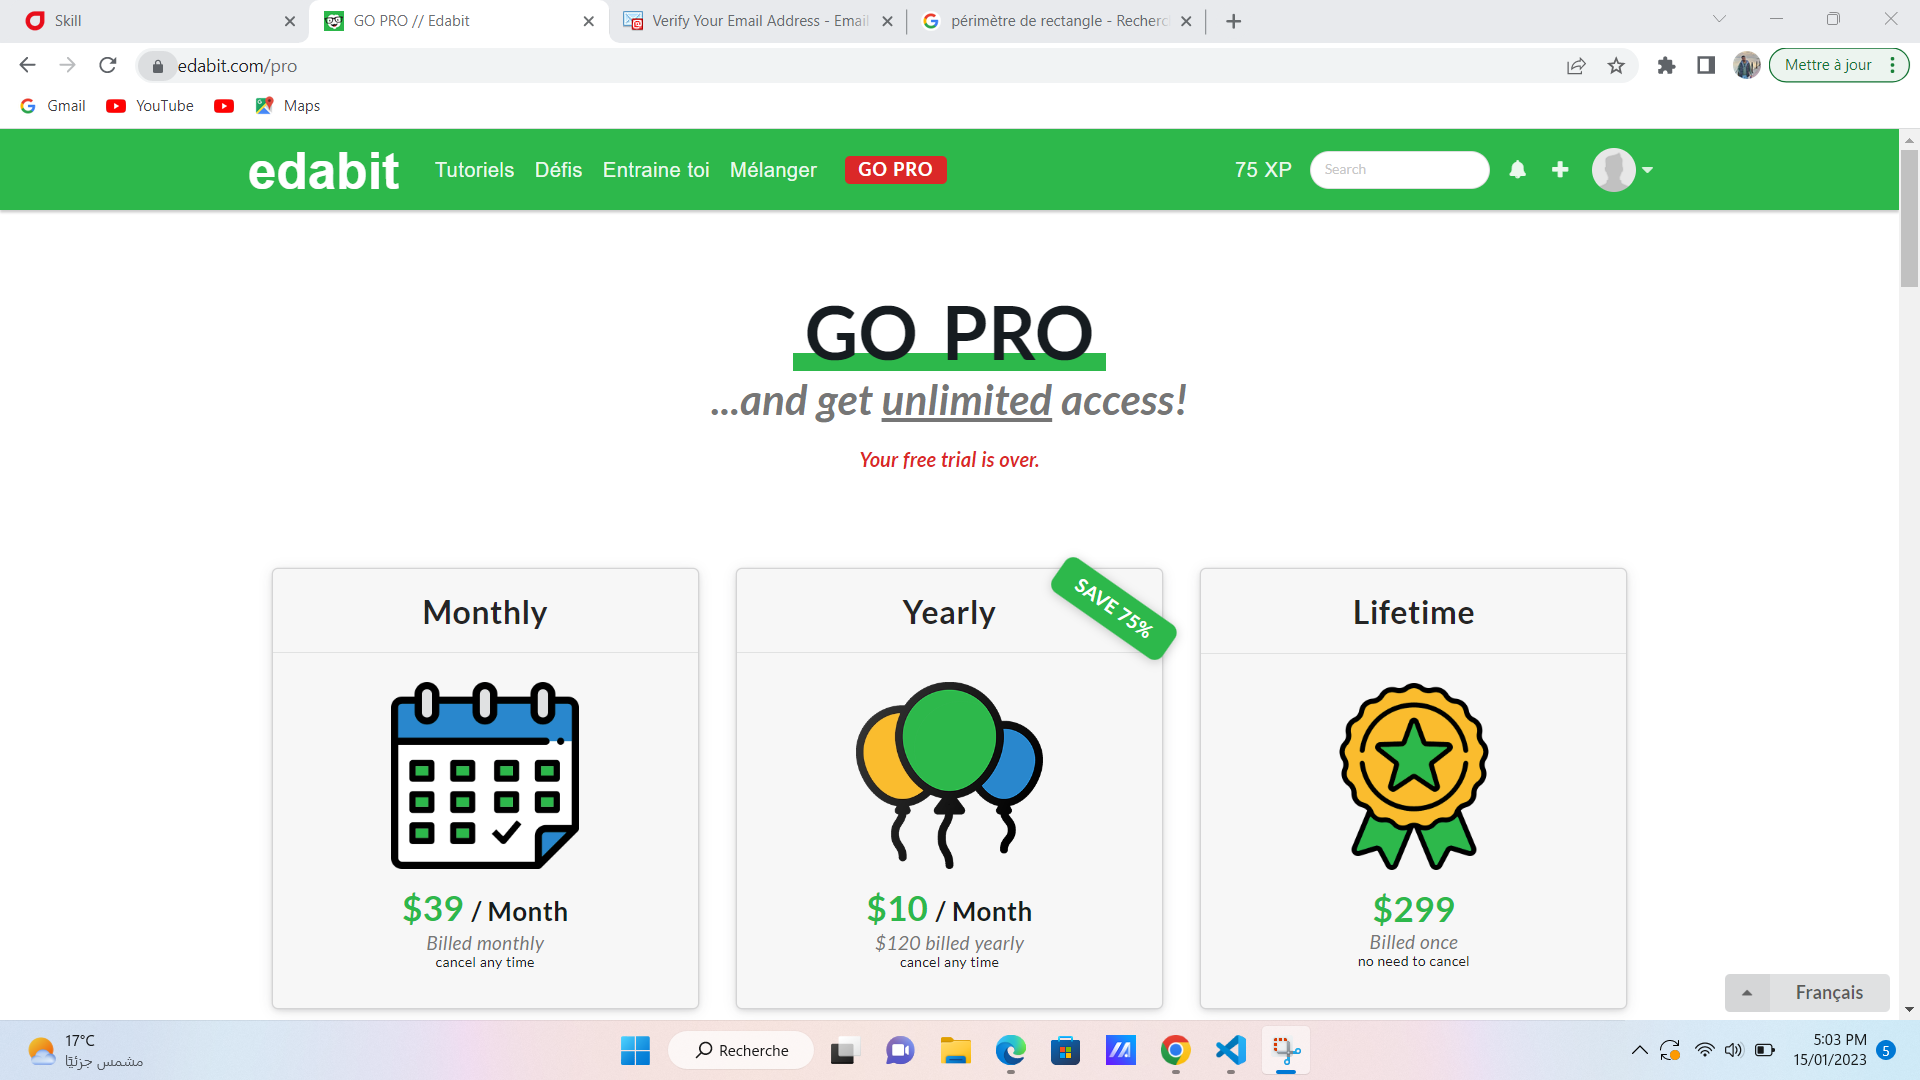 Skill
GO PRO // Edabit
Verify Your Email Address - Email
périmètre de rectangle - Recherc
edabit.com/pro
Mettre à jour
Gmail
YouTube
Maps
edabit
Tutoriels
Défis
Entraine toi
Mélanger
GO PRO
75 XP
Search
GO PRO
...and get unlimited access!
Your free trial is over.
Monthly
$39 / Month
Billed monthly
cancel any time
Yearly
SAVE 75%
$10 / Month
$120 billed yearly
cancel any time
Lifetime
$299
Billed once
no need to cancel
Français
17°C
مشمس جزئيًا
Recherche
5:03 PM
15/01/2023
5